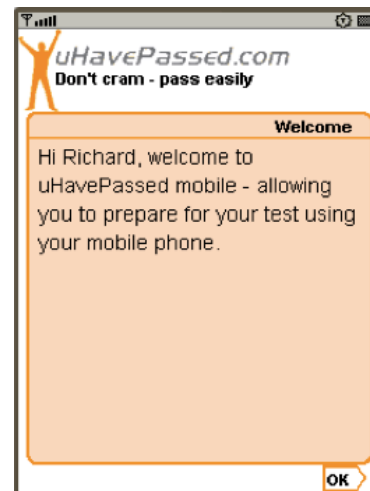 uHavePassed.com
Don't cram - pass easily
Welcome
Hi Richard, welcome to
uHavePassed mobile - allowing
you to prepare for your test using
your mobile phone.
OK